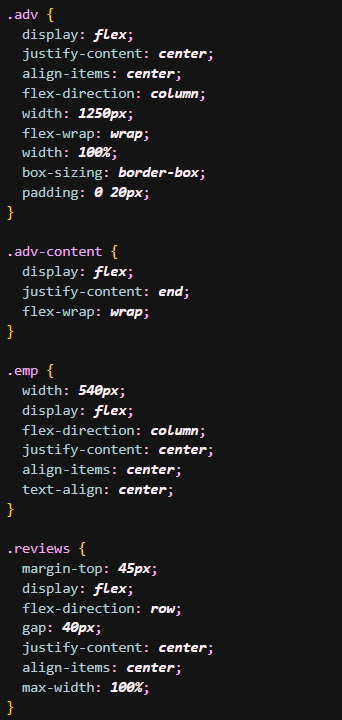 .adv {
  display: flex;
  justify-content: center;
  align-items: center;
  flex-direction: column;
  width: 1250px;
  flex-wrap: wrap;
  width: 100%;
  box-sizing: border-box;
  padding: 0 20px;
}

.adv-content {
  display: flex;
  justify-content: end;
  flex-wrap: wrap;
}

.emp {
  width: 540px;
  display: flex;
  flex-direction: column;
  justify-content: center;
  align-items: center;
  text-align: center;
}

.reviews {
  margin-top: 45px;
  display: flex;
  flex-direction: row;
  gap: 40px;
  justify-content: center;
  align-items: center;
  max-width: 100%;
}